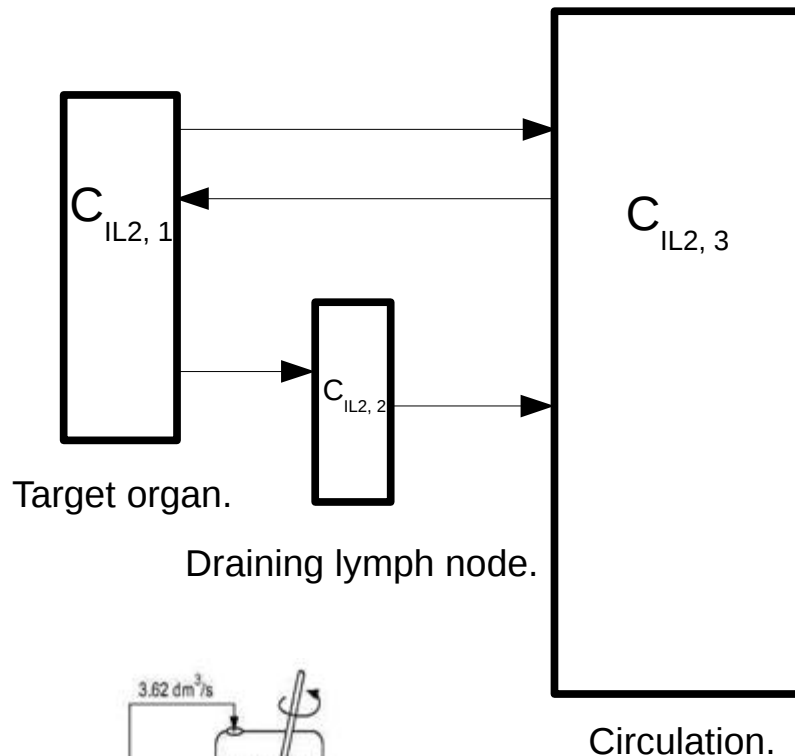 C IL2, 1
C IL2, 3
C IL2, 2
Target organ.
Draining lymph node.
3.62 dm³/s
Circulation.